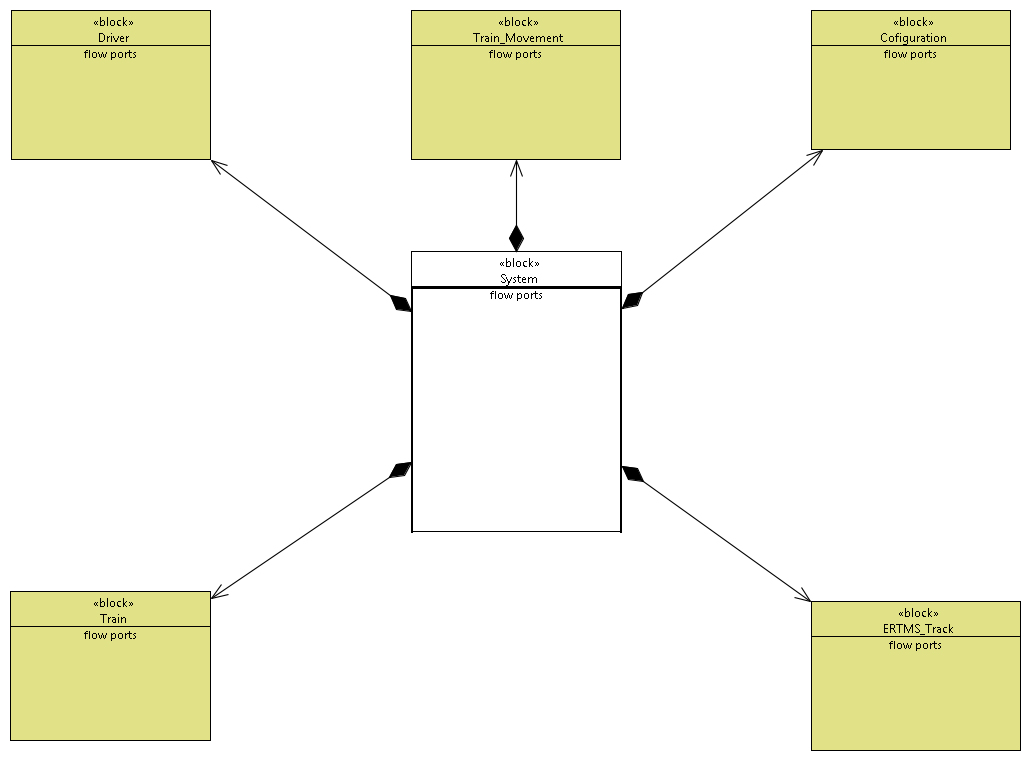 «block»
Driver
flow ports
«block»
Train_Movement
flow ports
«block»
Cofiguration
flow ports
«block»
System
flow ports
«block»
Train
flow ports
«block»
ERTMS_Track
flow ports